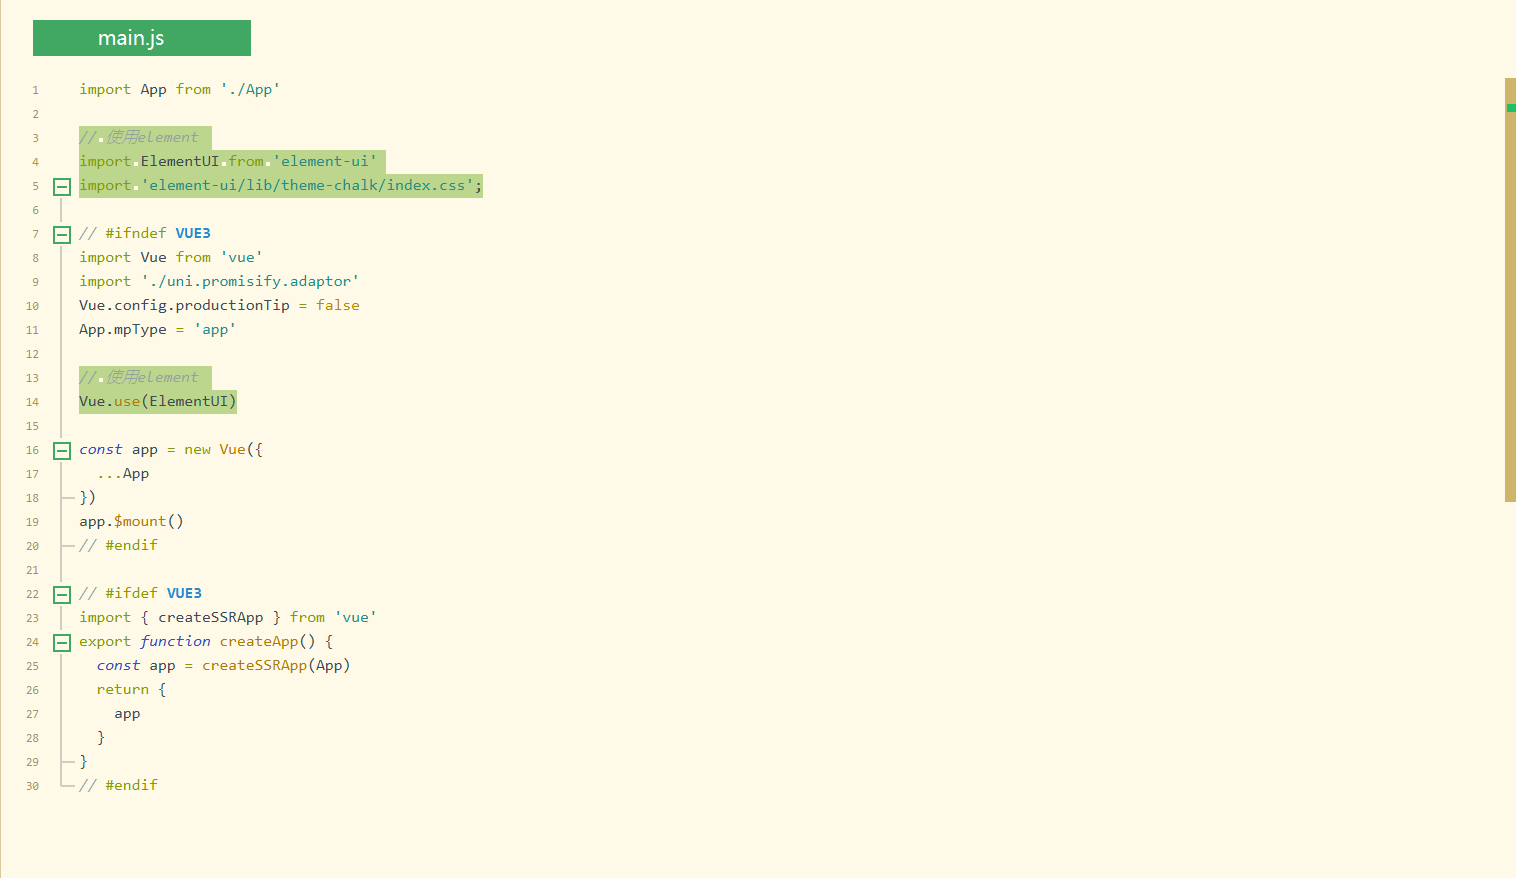 main.js
1 import App from './App'
2
3 // 使用element
4 import ElementUI from 'element-ui'
5 import 'element-ui/lib/theme-chalk/index.css';
6
7 // #ifndef VUE3
8 import Vue from 'vue'
9 import './uni.promisify.adaptor'
10 Vue.config.productionTip = false
11 App.mpType = 'app'
12
13 // 使用element
14 Vue.use(ElementUI)
15
16 const app = new Vue({
17   ...App
18 })
19 app.$mount()
20 // #endif
21
22 // #ifdef VUE3
23 import { createSSRApp } from 'vue'
24 export function createApp() {
25   const app = createSSRApp(App)
26   return {
27     app
28   }
29 }
30 // #endif